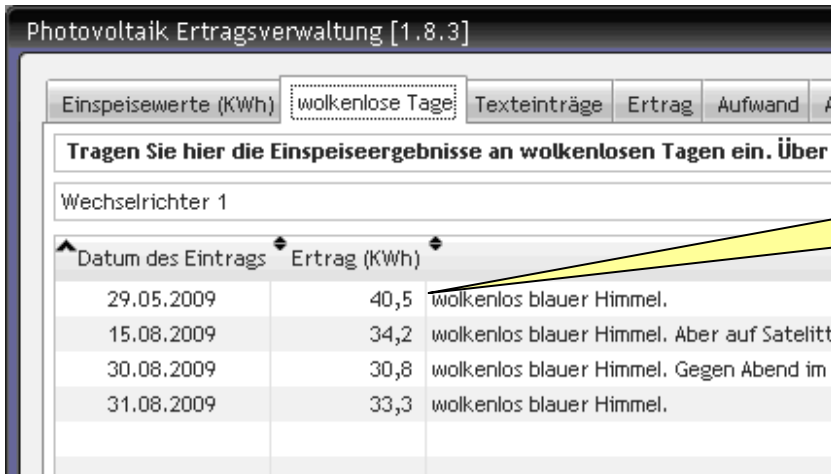 Photovoltaik Ertragsverwaltung [1.8.3]
Einspeisewerte (KWh) wolkenlose Tage Texteinträge Ertrag Aufwand
Tragen Sie hier die Einspeiseergebnisse an wolkenlosen Tagen ein. Über
Wechselrichter 1
Datum des Eintrags Ertrag (KWh)
29.05.2009 40,5 wolkenlos blauer Himmel.
15.08.2009 34,2 wolkenlos blauer Himmel. Aber auf Satelitt
30.08.2009 30,8 wolkenlos blauer Himmel. Gegen Abend im
31.08.2009 33,3 wolkenlos blauer Himmel.